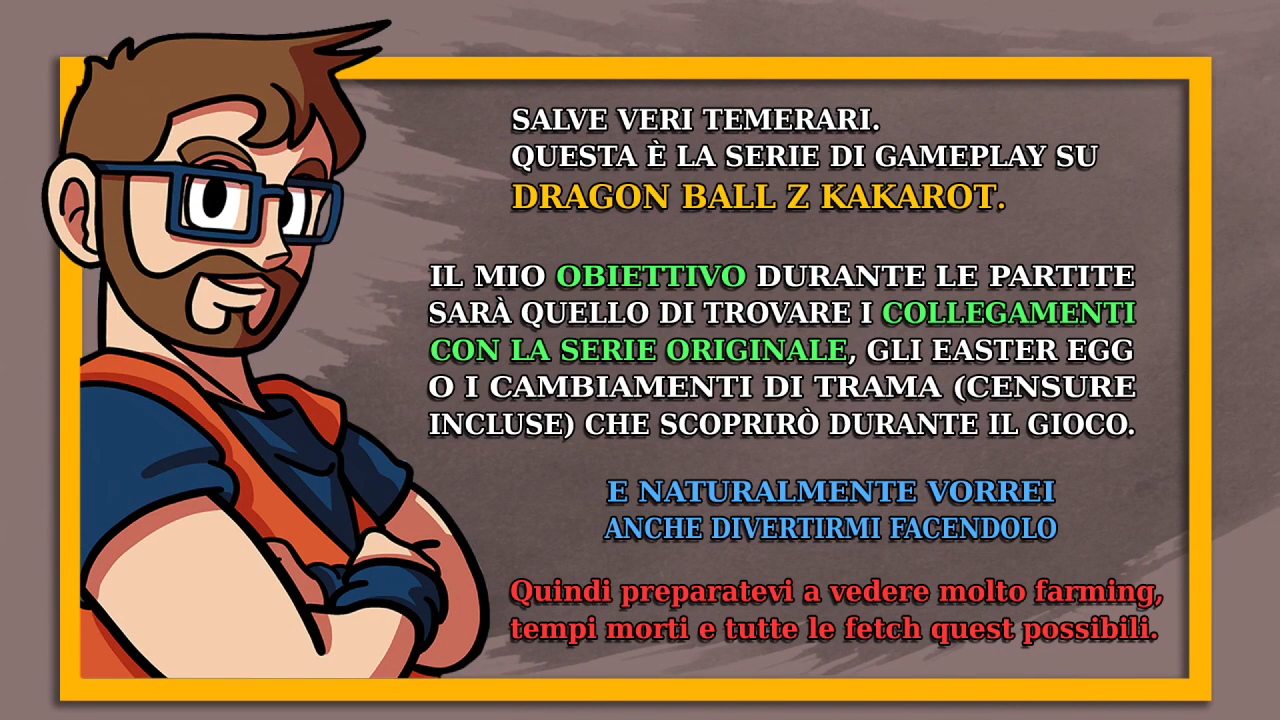 SALVE VERI TEMERARI.
QUESTA È LA SERIE DI GAMEPLAY SU
DRAGON BALL Z KAKAROT.
IL MIO OBIETTIVO DURANTE LE PARTITE
SARÀ QUELLO DI TROVARE I COLLEGAMENTI
CON LA SERIE ORIGINALE, GLI EASTER EGG
O I CAMBIAMENTI DI TRAMA (CENSURE
INCLUSE) CHE SCOPRIRÒ DURANTE IL GIOCO.
E NATURALMENTE VORREI
ANCHE DIVERTIRMI FACENDOLO
Quindi preparatevi a vedere molto farming,
tempi morti e tutte le fetch quest possibili.